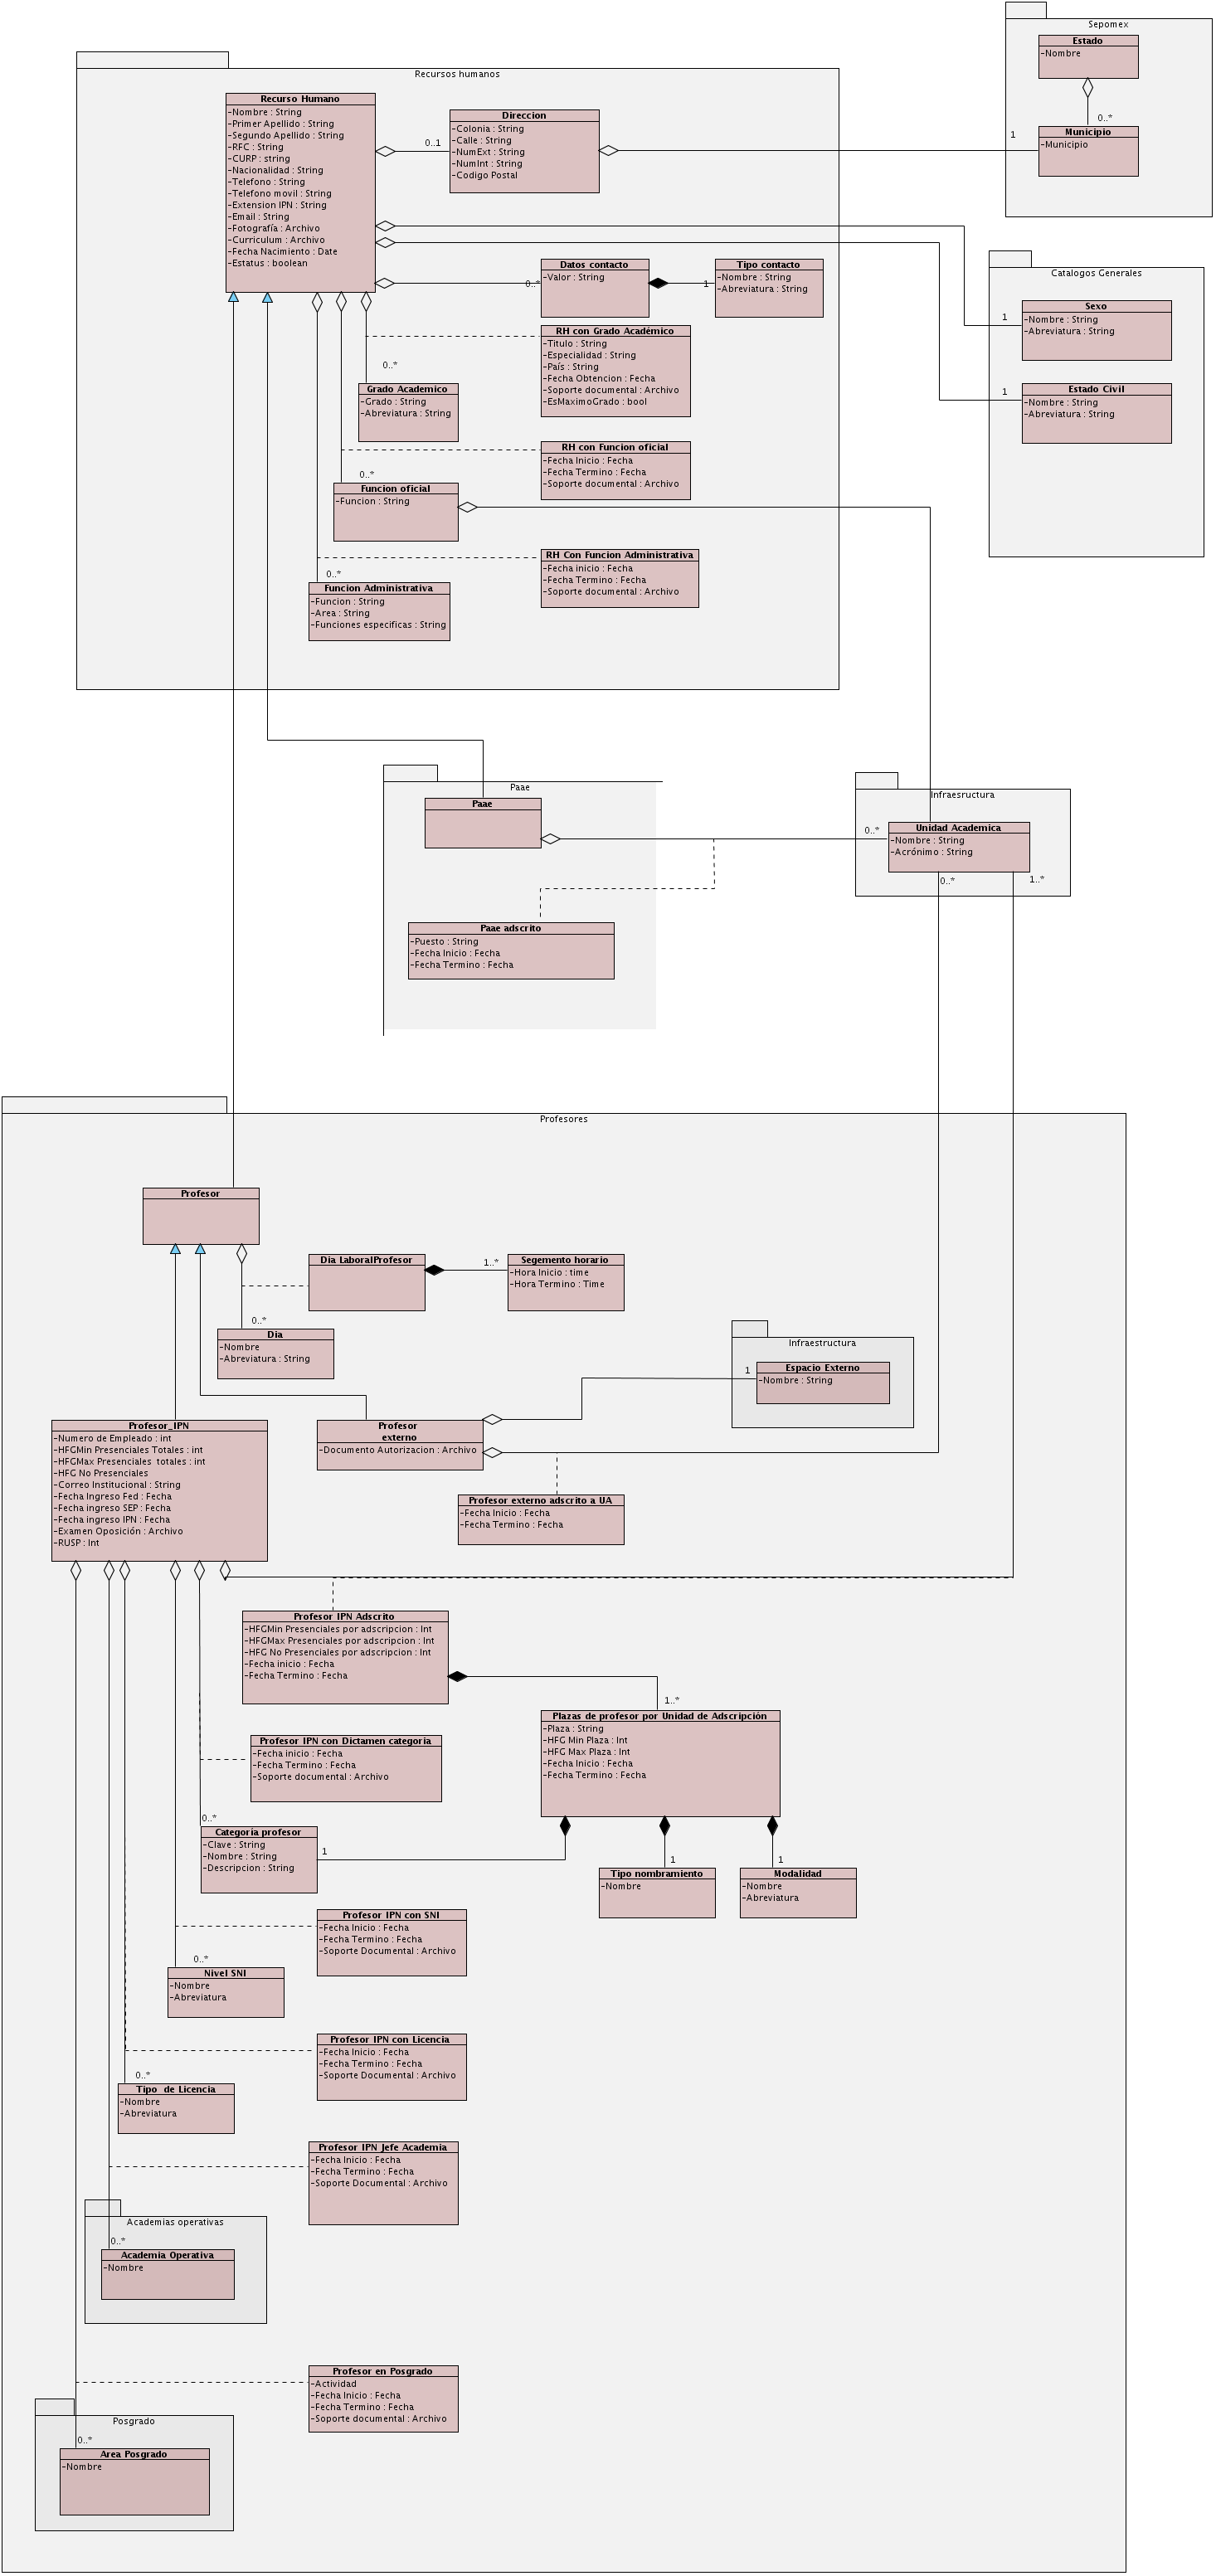 Sepomex
Estado
-Nombre
0..*
1
Municipio
-Municipio
Recursos humanos
Recurso Humano
-Nombre : String
-Primer Apellido : String
-Segundo Apellido : String
-RFC : String
-CURP : string
-Nacionalidad : String
-Telefono : String
-Telefono movil : String
-Extension IPN : String
-Email : String
-Fotografía : Archivo
-Curriculum : Archivo
-Fecha Nacimiento : Date
-Estatus : boolean
0..1
Direccion
-Colonia : String
-Calle : String
-NumExt : String
-NumInt : String
-Codigo Postal
Catalogos Generales
1
Sexo
-Nombre : String
-Abreviatura : String
1
Estado Civil
-Nombre : String
-Abreviatura : String
0..*
Datos contacto
-Valor : String
1
Tipo contacto
-Nombre : String
-Abreviatura : String
RH con Grado Académico
-Titulo : String
-Especialidad : String
-País : String
-Fecha Obtencion : Fecha
-Soporte documental : Archivo
-EsMaximoGrado : bool
0..*
Grado Academico
-Grado : String
-Abreviatura : String
RH con Funcion oficial
-Fecha Inicio : Fecha
-Fecha Termino : Fecha
-Soporte documental : Archivo
0..*
Funcion oficial
-Funcion : String
RH Con Funcion Administrativa
-Fecha inicio : Fecha
-Fecha Termino : Fecha
-Soporte documental : Archivo
0..*
Funcion Administrativa
-Funcion : String
-Area : String
-Funciones especificas : String
Paae
Paae
Infraesructura
0..*
Unidad Academica
-Nombre : String
-Acrónimo : String
0..*
1..*
Paae adscrito
-Puesto : String
-Fecha Inicio : Fecha
-Fecha Termino : Fecha
Profesores
Profesor
Dia LaboralProfesor
1..*
Segemento horario
-Hora Inicio : time
-Hora Termino : Time
0..*
Dia
-Nombre
-Abreviatura : String
Infraestructura
1
Espacio Externo
-Nombre : String
Profesor_IPN
-Numero de Empleado : int
-HFGMin Presenciales Totales : int
-HFGMax Presenciales  totales : int
-HFG No Presenciales
-Correo Institucional : String
-Fecha Ingreso Fed : Fecha
-Fecha ingreso SEP : Fecha
-Fecha ingreso IPN : Fecha
-Examen Oposición : Archivo
-RUSP : Int
Profesor
externo
-Documento Autorizacion : Archivo
Profesor externo adscrito a UA
-Fecha Inicio : Fecha
-Fecha Termino : Fecha
Profesor IPN Adscrito
-HFGMin Presenciales por adscripcion : Int
-HFGMax Presenciales por adscripcion : Int
-HFG No Presenciales por adscripcion : Int
-Fecha inicio : Fecha
-Fecha Termino : Fecha
1..*
Plazas de profesor por Unidad de Adscripción
-Plaza : String
-HFG Min Plaza : Int
-HFG Max Plaza : Int
-Fecha Inicio : Fecha
-Fecha Termino : Fecha
Profesor IPN con Dictamen categoria
-Fecha inicio : Fecha
-Fecha Termino : Fecha
-Soporte documental : Archivo
0..*
Categoría profesor
-Clave : String
-Nombre : String
-Descripcion : String
1
1
Tipo nombramiento
-Nombre
1
Modalidad
-Nombre
-Abreviatura
Profesor IPN con SNI
-Fecha Inicio : Fecha
-Fecha Termino : Fecha
-Soporte Documental : Archivo
0..*
Nivel SNI
-Nombre
-Abreviatura
Profesor IPN con Licencia
-Fecha Inicio : Fecha
-Fecha Termino : Fecha
-Soporte Documental : Archivo
0..*
Tipo  de Licencia
-Nombre
-Abreviatura
Profesor IPN Jefe Academia
-Fecha Inicio : Fecha
-Fecha Termino : Fecha
-Soporte Documental : Archivo
Academias operativas
0..*
Academia Operativa
-Nombre
Profesor en Posgrado
-Actividad
-Fecha Inicio : Fecha
-Fecha Termino : Fecha
-Soporte documental : Archivo
Posgrado
0..*
Area Posgrado
-Nombre